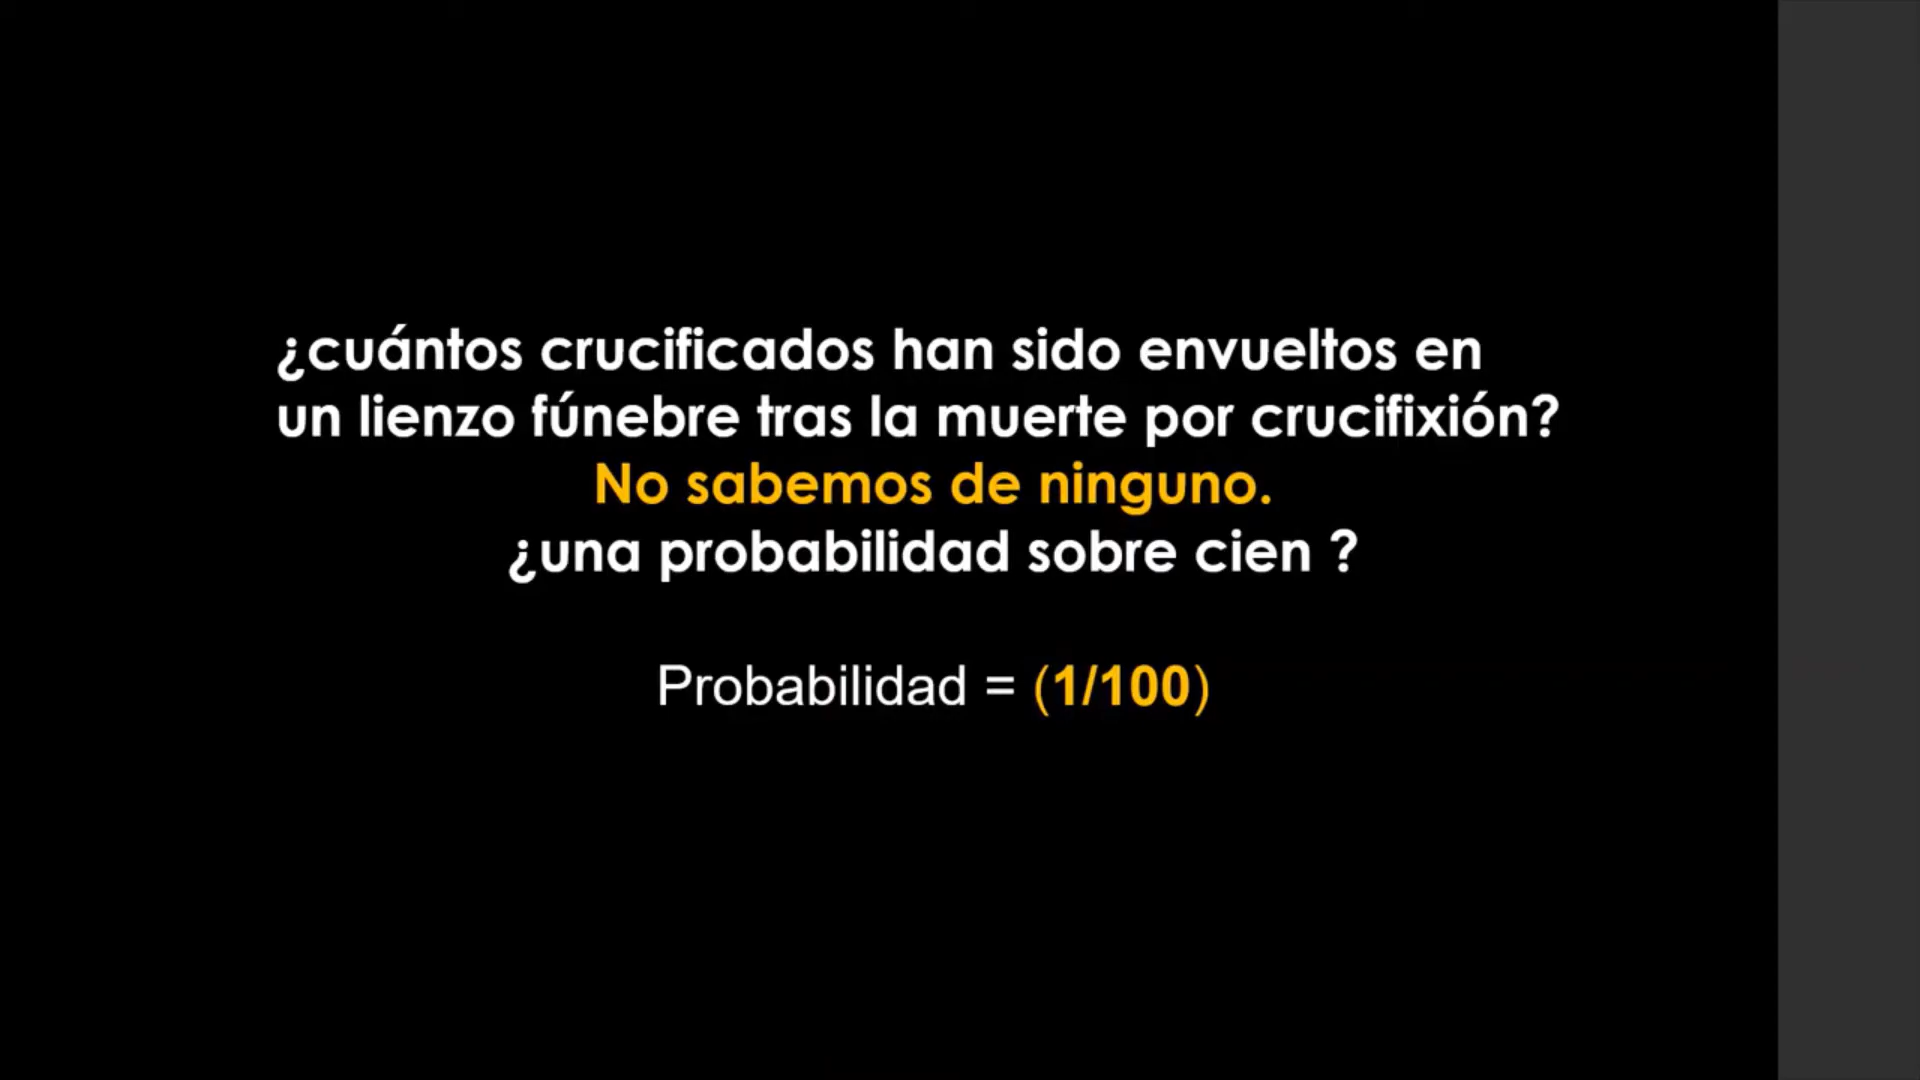 ¿cuántos crucificados han sido envueltos en
un lienzo fúnebre tras la muerte por crucifixión?
No sabemos de ninguno.
¿una probabilidad sobre cien ?
Probabilidad = (1/100)